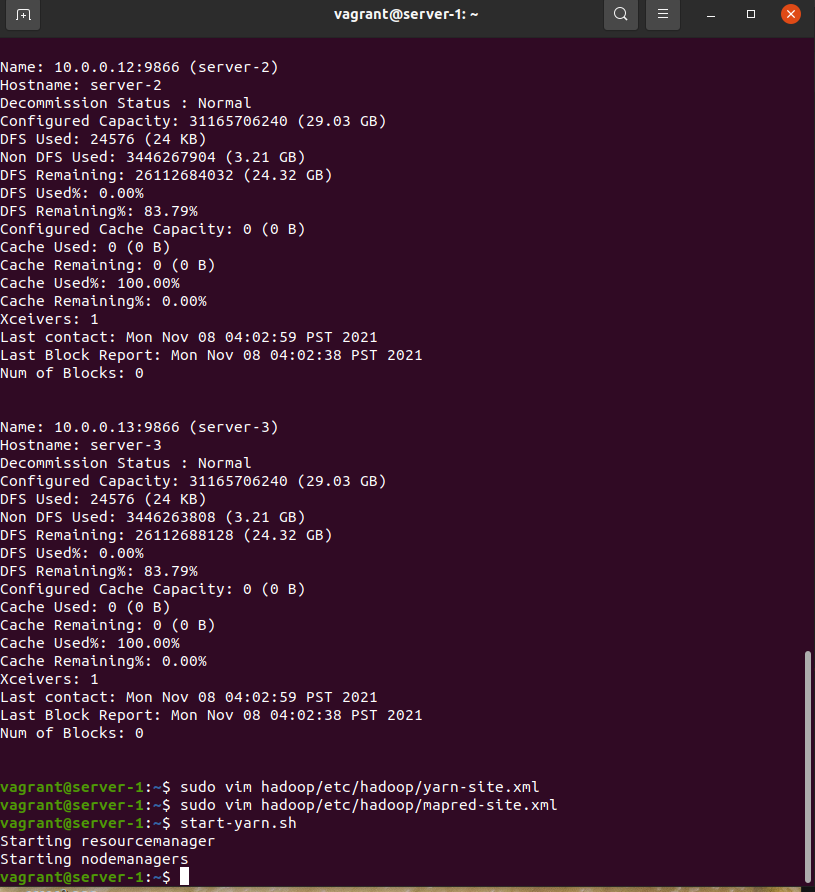 vagrant@server-1: ~
Name: 10.0.0.12:9866 (server-2)
Hostname: server-2
Decommission Status : Normal
Configured Capacity: 31165706240 (29.03 GB)
DFS Used: 24576 (24 KB)
Non DFS Used: 3446267904 (3.21 GB)
DFS Remaining: 26112684032 (24.32 GB)
DFS Used%: 0.00%
DFS Remaining%: 83.79%
Configured Cache Capacity: 0 (0 B)
Cache Used: 0 (0 B)
Cache Remaining: 0 (0 B)
Cache Used%: 100.00%
Cache Remaining%: 0.00%
Xceivers: 1
Last contact: Mon Nov 08 04:02:59 PST 2021
Last Block Report: Mon Nov 08 04:02:38 PST 2021
Num of Blocks: 0
Name: 10.0.0.13:9866 (server-3)
Hostname: server-3
Decommission Status : Normal
Configured Capacity: 31165706240 (29.03 GB)
DFS Used: 24576 (24 KB)
Non DFS Used: 3446263808 (3.21 GB)
DFS Remaining: 26112688128 (24.32 GB)
DFS Used%: 0.00%
DFS Remaining%: 83.79%
Configured Cache Capacity: 0 (0 B)
Cache Used: 0 (0 B)
Cache Remaining: 0 (0 B)
Cache Used%: 100.00%
Cache Remaining%: 0.00%
Xceivers: 1
Last contact: Mon Nov 08 04:02:59 PST 2021
Last Block Report: Mon Nov 08 04:02:38 PST 2021
Num of Blocks: 0
vagrant@server-1:~$ sudo vim hadoop/etc/hadoop/yarn-site.xml
vagrant@server-1:~$ sudo vim hadoop/etc/hadoop/mapred-site.xml
vagrant@server-1:~$ start-yarn.sh
Starting resourcemanager
Starting nodemanagers
vagrant@server-1:~$